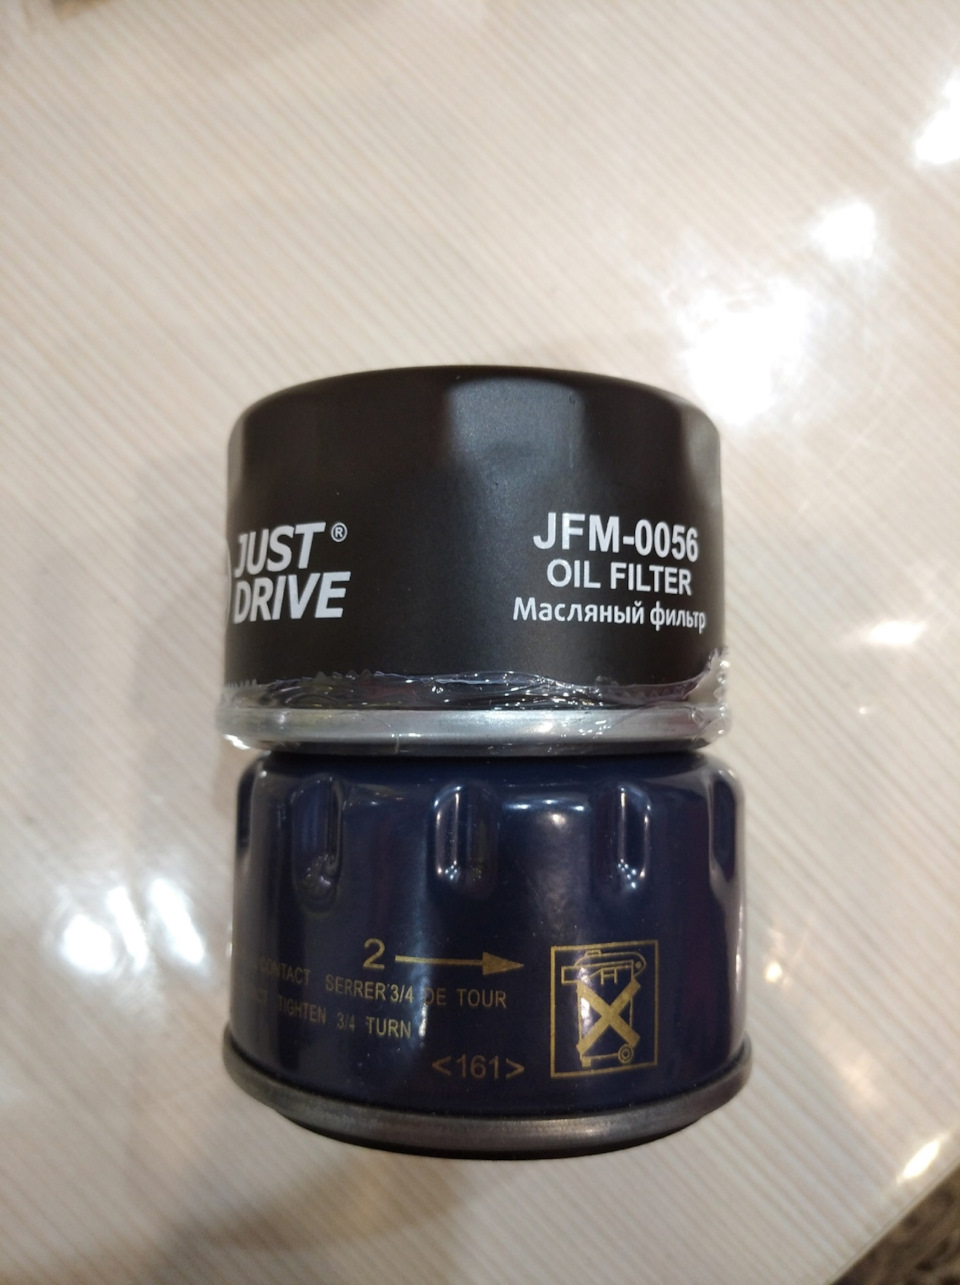 JUST ®
DRIVE
JFM-0056
OIL FILTER
Масляный фильтр
2
CONTACT SERRER 3/4 DE TOUR
TIGHTEN 3/4 TURN
<161>